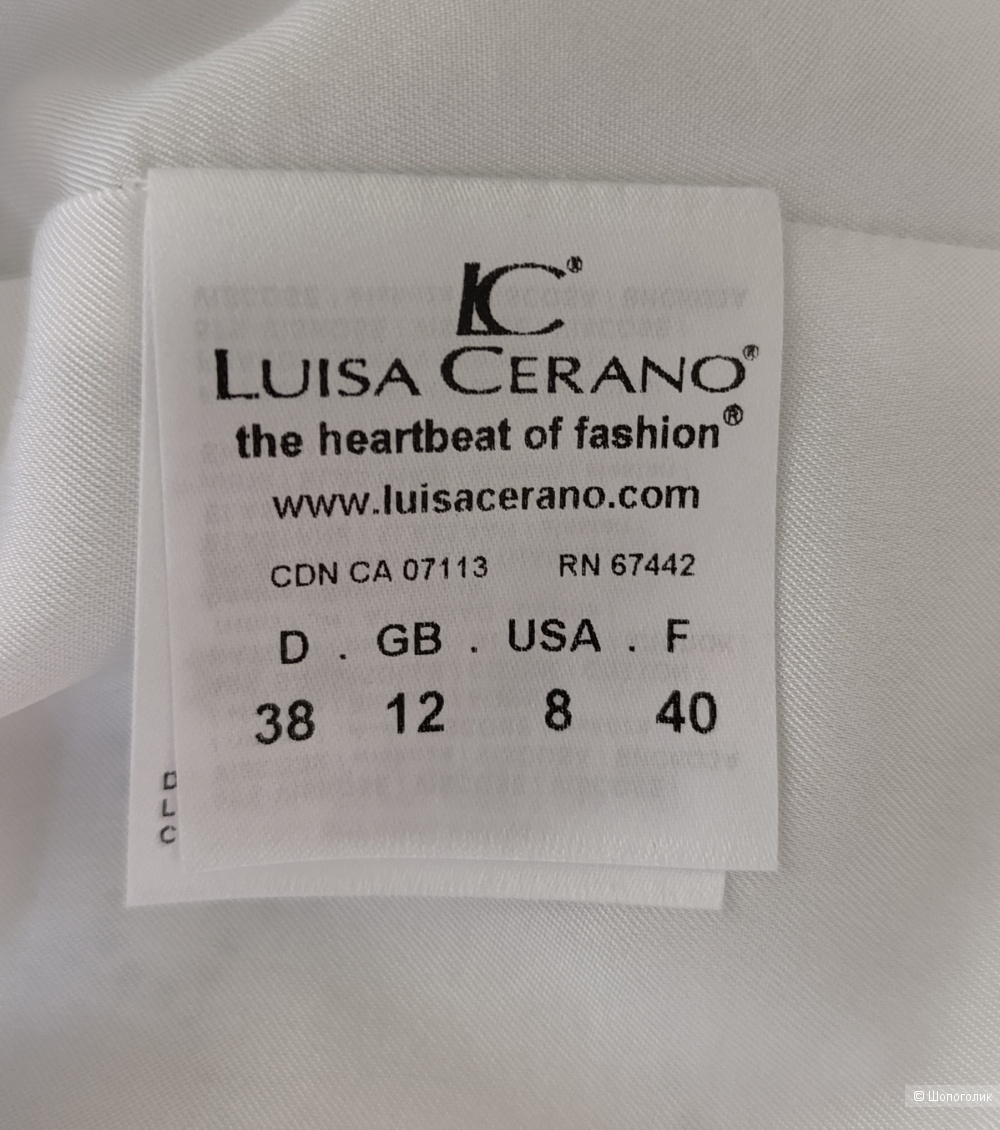 LC®
LUISA CERANO®
the heartbeat of fashion®
www.luisacerano.com
CDN CA 07113 RN 67442
D . GB . USA . F
38 12 8 40
D
L
C
© Шопоголик